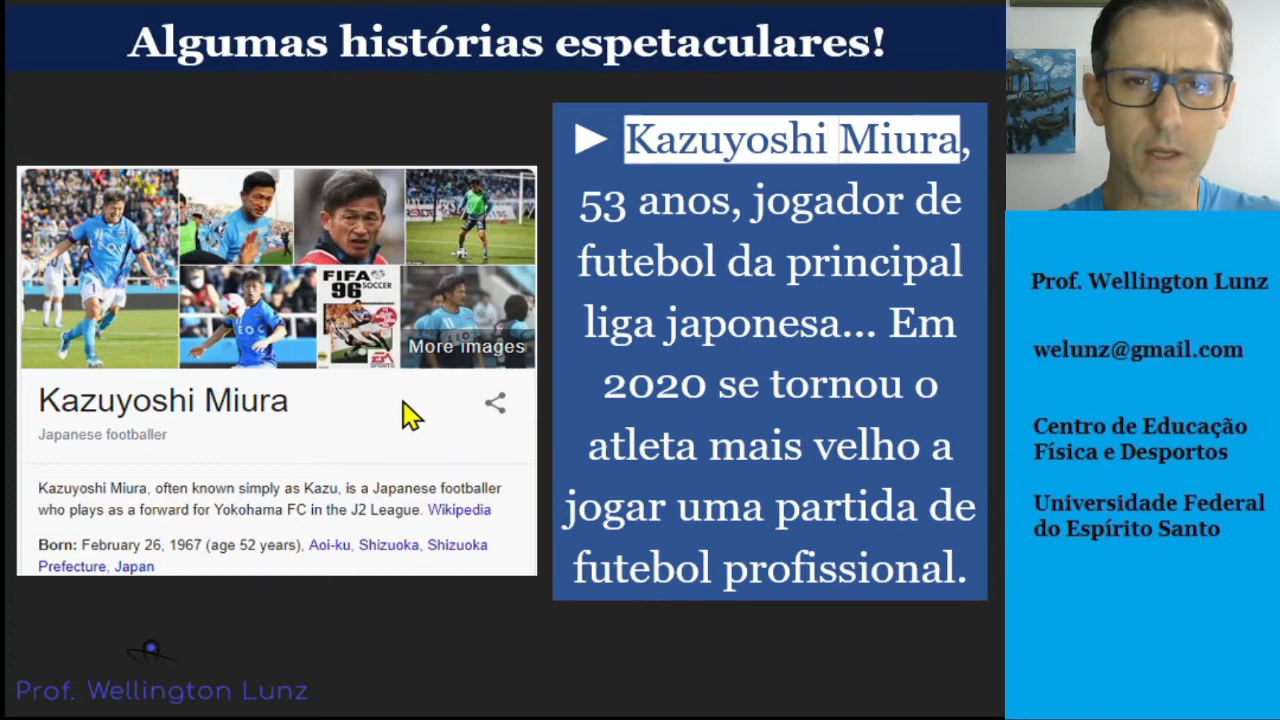 Algumas histórias espetaculares!
FIFA
SOCCER
96
EA
SPORTS
More images
Kazuyoshi Miura
Japanese footballer
Kazuyoshi Miura, often known simply as Kazu, is a Japanese footballer
who plays as a forward for Yokohama FC in the J2 League. Wikipedia
Born: February 26, 1967 (age 52 years), Aoi-ku, Shizuoka, Shizuoka
Prefecture, Japan
► Kazuyoshi Miura,
53 anos, jogador de
futebol da principal
liga japonesa... Em
2020 se tornou o
atleta mais velho a
jogar uma partida de
futebol profissional.
Prof. Wellington Lunz
welunz@gmail.com
Centro de Educação
Física e Desportos
Universidade Federal
do Espírito Santo
Prof. Wellington Lunz